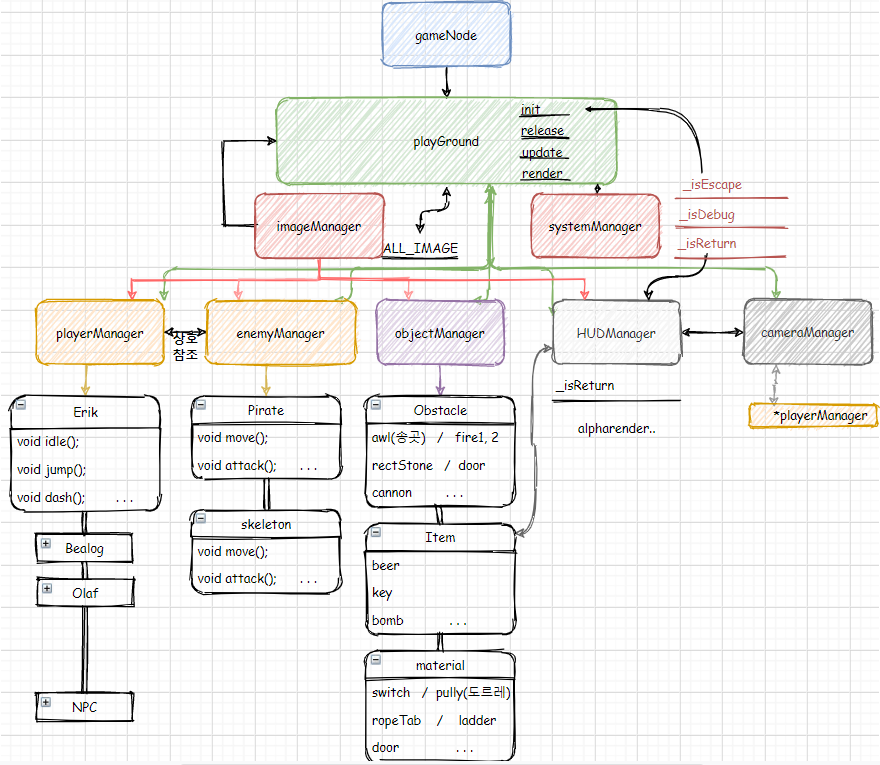 gameNode
playGround
init
release
update
render
_isEscape
_isDebug
_isReturn
imageManager
ALL_IMAGE
systemManager
playerManager
상호
참조
enemyManager
objectManager
HUDManager
cameraManager
_isReturn
alpharender..
*playerManager
Erik
void idle();
void jump();
void dash(); ...
Bealog
Olaf
NPC
Pirate
void move();
void attack(); ...
skeleton
void move();
void attack(); ...
Obstacle
awl(송곳) / fire1, 2
rectStone / door
cannon ...
Item
beer
key
bomb ...
material
switch / pully(도르레)
ropeTab / ladder
door ...